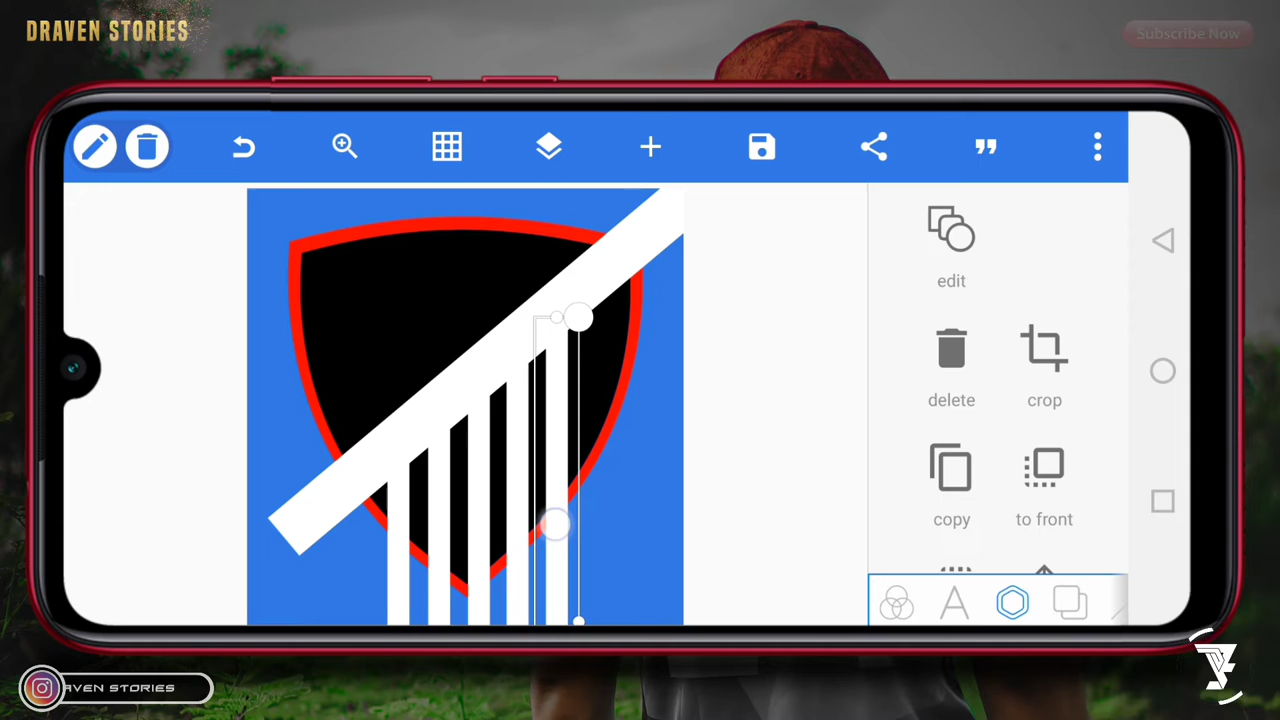 DRAVEN STORIES
Subscribe Now
edit
delete
crop
copy
to front
AVEN STORIES